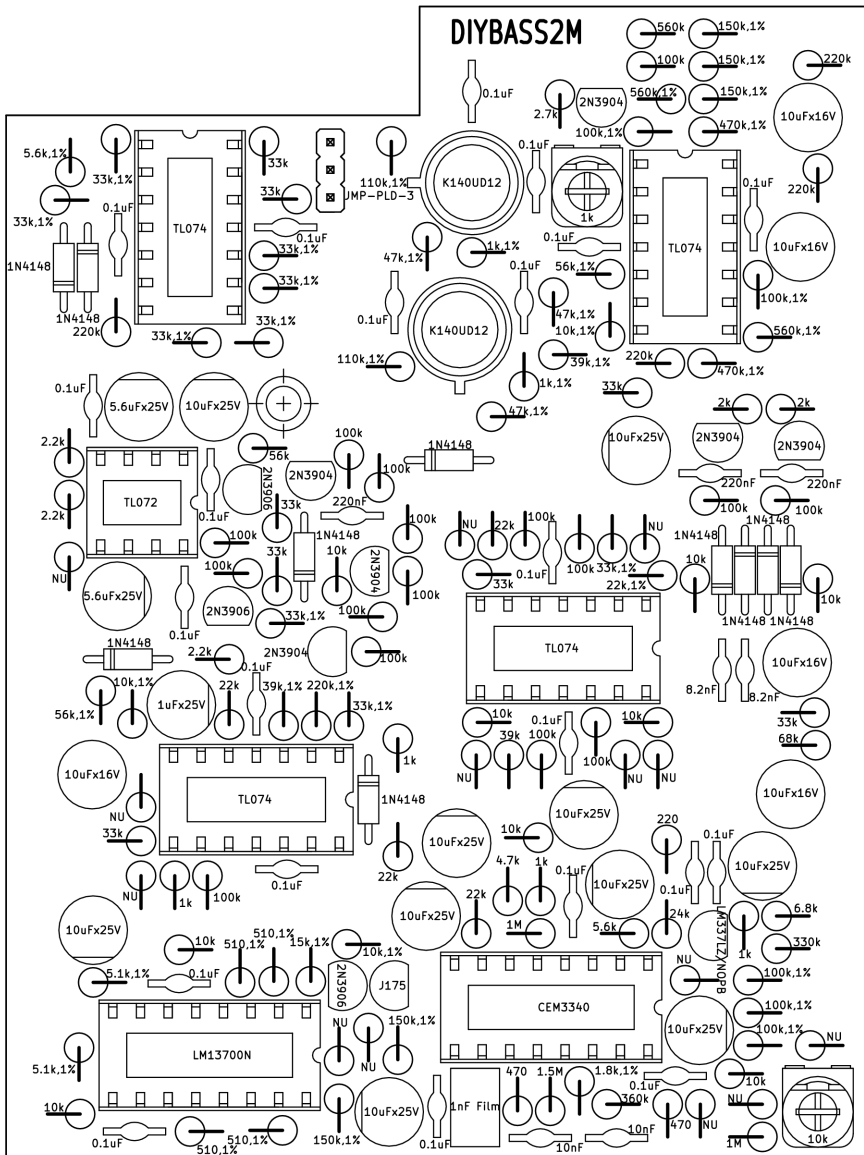 DIYBASS2M
560k
150k,1%
100k
150k,1%
220k
0.1uF
2N3904
560k,1%
150k,1%
2.7k
10uFx16V
100k,1%
470k,1%
5.6k,1%
33k,1%
33k
110k,1%
0.1uF
K140UD12
JMP-PLD-3
33k
1k
220k
33k,1%
0.1uF
TL074
0.1uF
0.1uF
TL074
10uFx16V
1N4148
33k,1%
47k,1%
1k,1%
0.1uF
56k,1%
33k,1%
100k,1%
1N4148
220k
0.1uF
K140UD12
0.1uF
47k,1%
10k,1%
560k,1%
33k,1%
33k,1%
110k,1%
39k,1%
220k
470k,1%
1k,1%
33k
0.1uF
5.6uFx25V
10uFx25V
47k,1%
2k
2k
2.2k
56k
100k
1N4148
10uFx25V
2N3904
2N3904
2N3904
2N3906
100k
220nF
220nF
TL072
2.2k
0.1uF
33k
220nF
100k
100k
100k
NU
22k
100k
NU
1N4148
1N4148
1N4148
100k
33k
1N4148
10k
2N3904
100k
33k,1%
10k
NU
100k
33k
0.1uF
22k,1%
5.6uFx25V
100k
10k
0.1uF
2N3906
33k,1%
100k
1N4148
1N4148
TL074
2N3904
100k
1N4148
2.2k
0.1uF
10uFx16V
8.2nF
8.2nF
56k,1%
10k,1%
1uFx25V
22k
39k,1%
220k,1%
33k,1%
10k
0.1uF
10k
33k
39k
100k
100k
68k
1k
NU
NU
NU
10uFx16V
TL074
1N4148
10uFx16V
NU
33k
10uFx25V
10k
10uFx25V
220
0.1uF
22k
4.7k
1k
0.1uF
10uFx25V
0.1uF
10uFx25V
NU
1k
100k
0.1uF
10uFx25V
22k
1M
5.6k
24k
LM337LZ/NOPB
1k
6.8k
10uFx25V
10k
510,1%
510,1%
15k,1%
10k,1%
330k
5.1k,1%
0.1uF
2N3906
J175
CEM3340
NU
100k,1%
100k,1%
100k,1%
LM13700N
NU
NU
150k,1%
10uFx25V
NU
5.1k,1%
0.1uF
10k
10k
150k,1%
10uFx25V
1nF Film
470
1.5M
1.8k,1%
360k
NU
0.1uF
510,1%
510,1%
0.1uF
10nF
10nF
470
NU
1M
10k